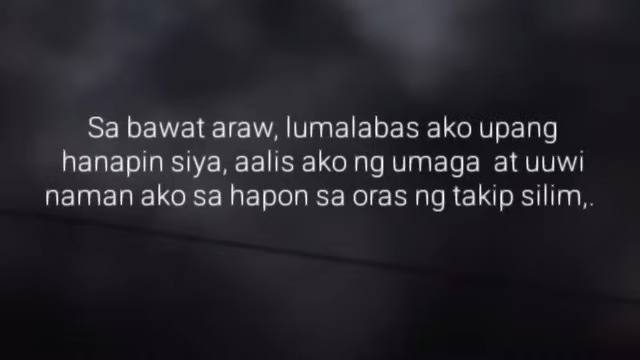 Sa bawat araw, lumalabas ako upang
hanapin siya, aalis ako ng umaga at uuwi
naman ako sa hapon sa oras ng takip silim,.